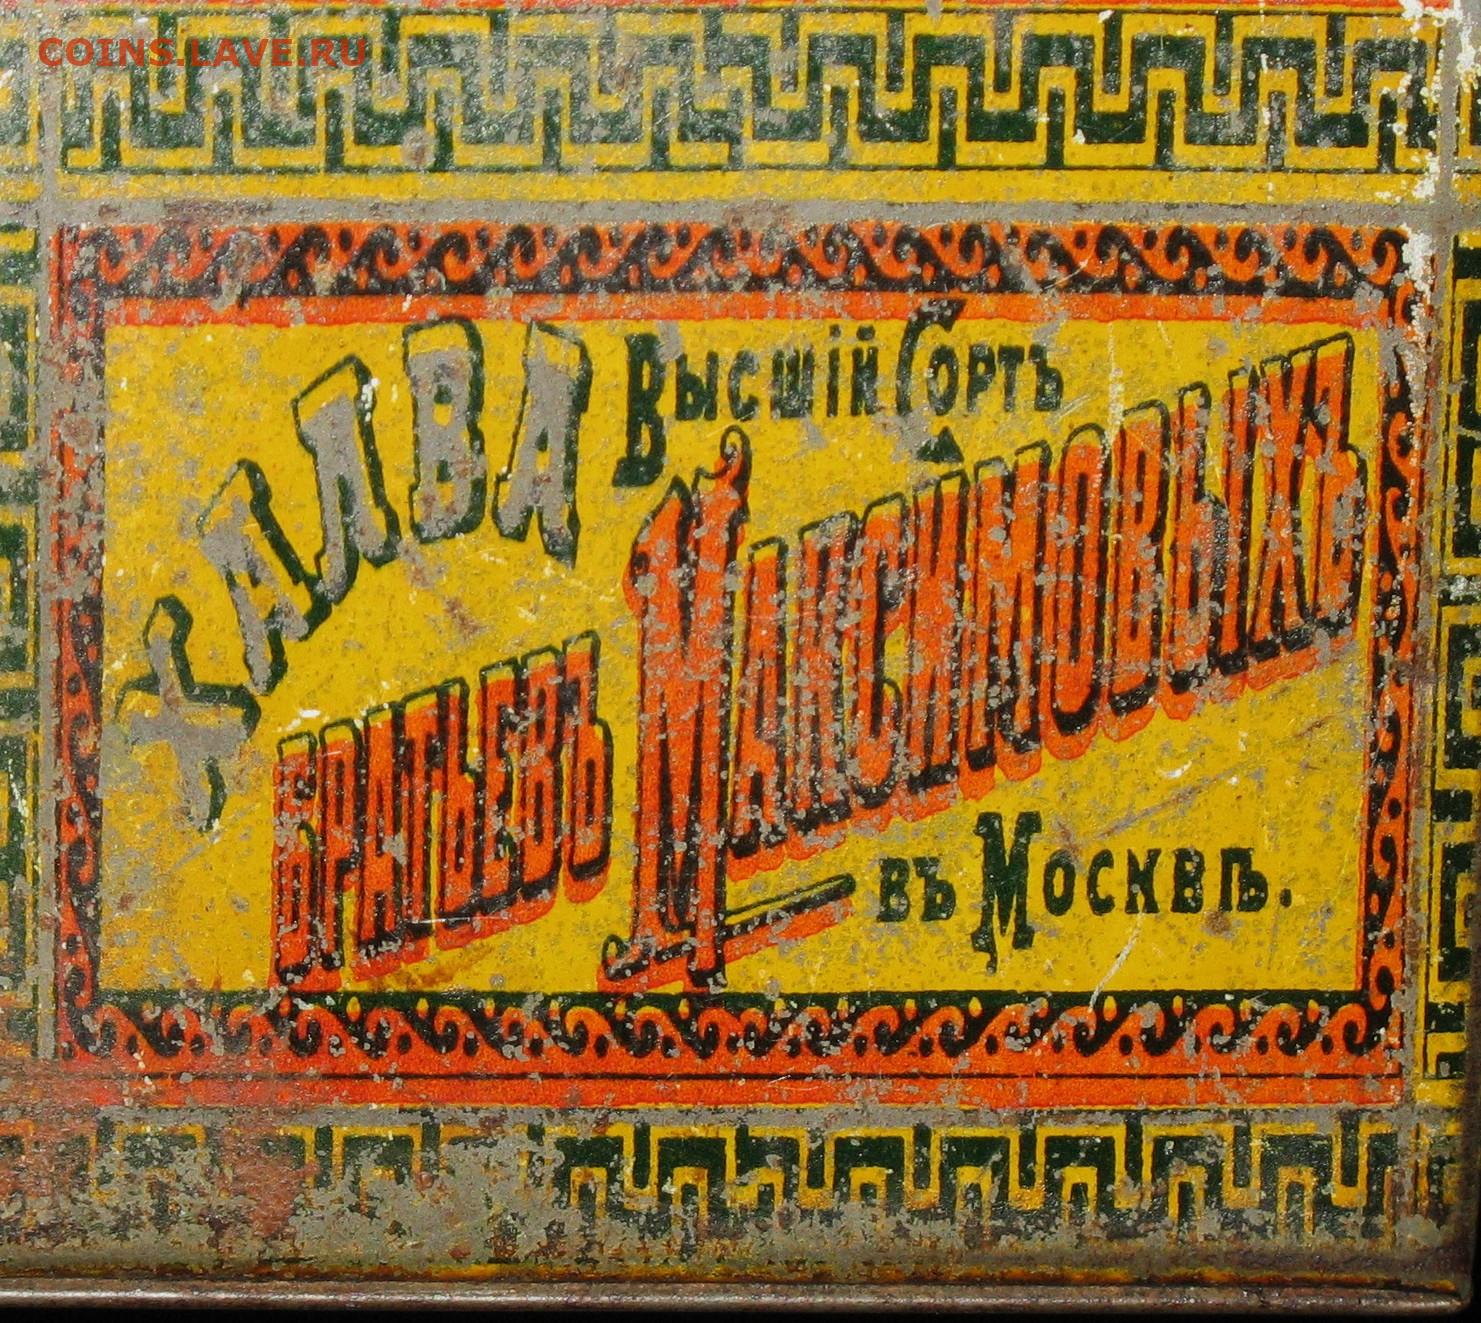 COINS.LAVE.RU
ХАЛВА
Высшій Сортъ
БРАТЬЕВЪ МАКСИМОВЫХЪ
въ Москвѣ.